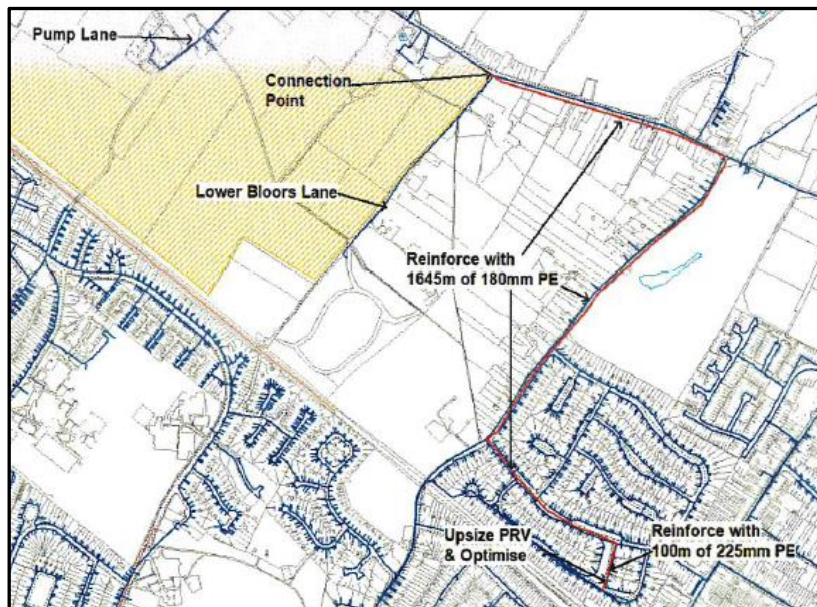 Pump Lane
Connection
Point
Lower Bloors Lane
Reinforce with
1645m of 180mm PE
Upsize PRV
& Optimise
Reinforce with
100m of 225mm PE